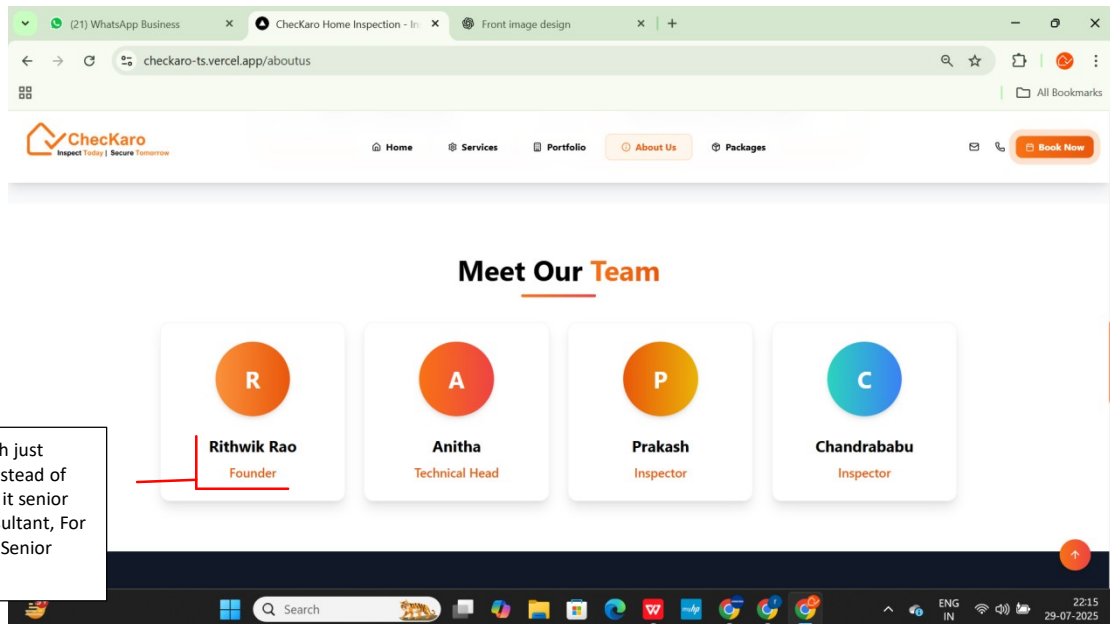 (21) WhatsApp Business
ChecKaro Home Inspection - In
Front image design
checkaro-ts.vercel.app/aboutus
All Bookmarks
ChecKaro
Inspect Today | Secure Tomorrow
Home
Services
Portfolio
About Us
Packages
Book Now
Meet Our Team
R
A
P
C
Rithwik Rao
Anitha
Prakash
Chandrababu
Founder
Technical Head
Inspector
Inspector
h just
stead of
it senior
sultant, For
Senior
Search
ENG
IN
22:15
29-07-2025